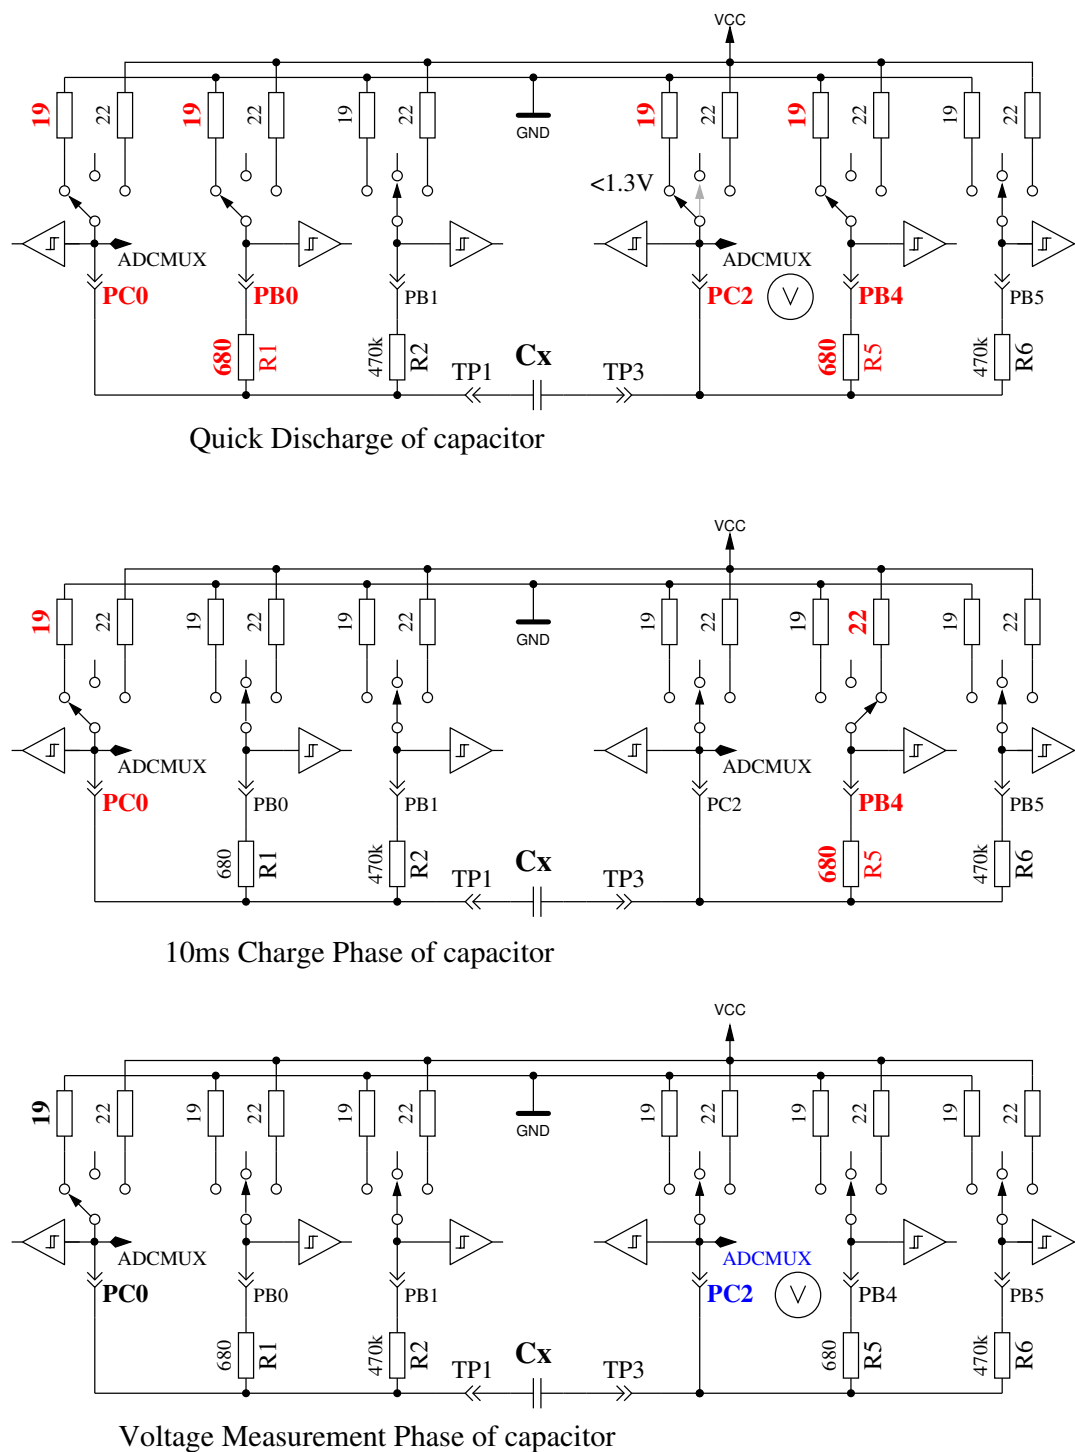 VCC
19 22 19 22 19 22 GND 19 22 19 22 19 22
<1.3V
ADCMUX ADCMUX
PC0 PB0 PB1 PC2 V PB4 PB5
680 R1 470k R2 TP1 Cx TP3 680 R5 470k R6
Quick Discharge of capacitor
VCC
19 22 19 22 19 22 GND 19 22 19 22 19 22
ADCMUX ADCMUX
PC0 PB0 PB1 PC2 PB4 PB5
680 R1 470k R2 TP1 Cx TP3 680 R5 470k R6
10ms Charge Phase of capacitor
VCC
19 22 19 22 19 22 GND 19 22 19 22 19 22
ADCMUX ADCMUX
PC0 PB0 PB1 PC2 V PB4 PB5
680 R1 470k R2 TP1 Cx TP3 680 R5 470k R6
Voltage Measurement Phase of capacitor